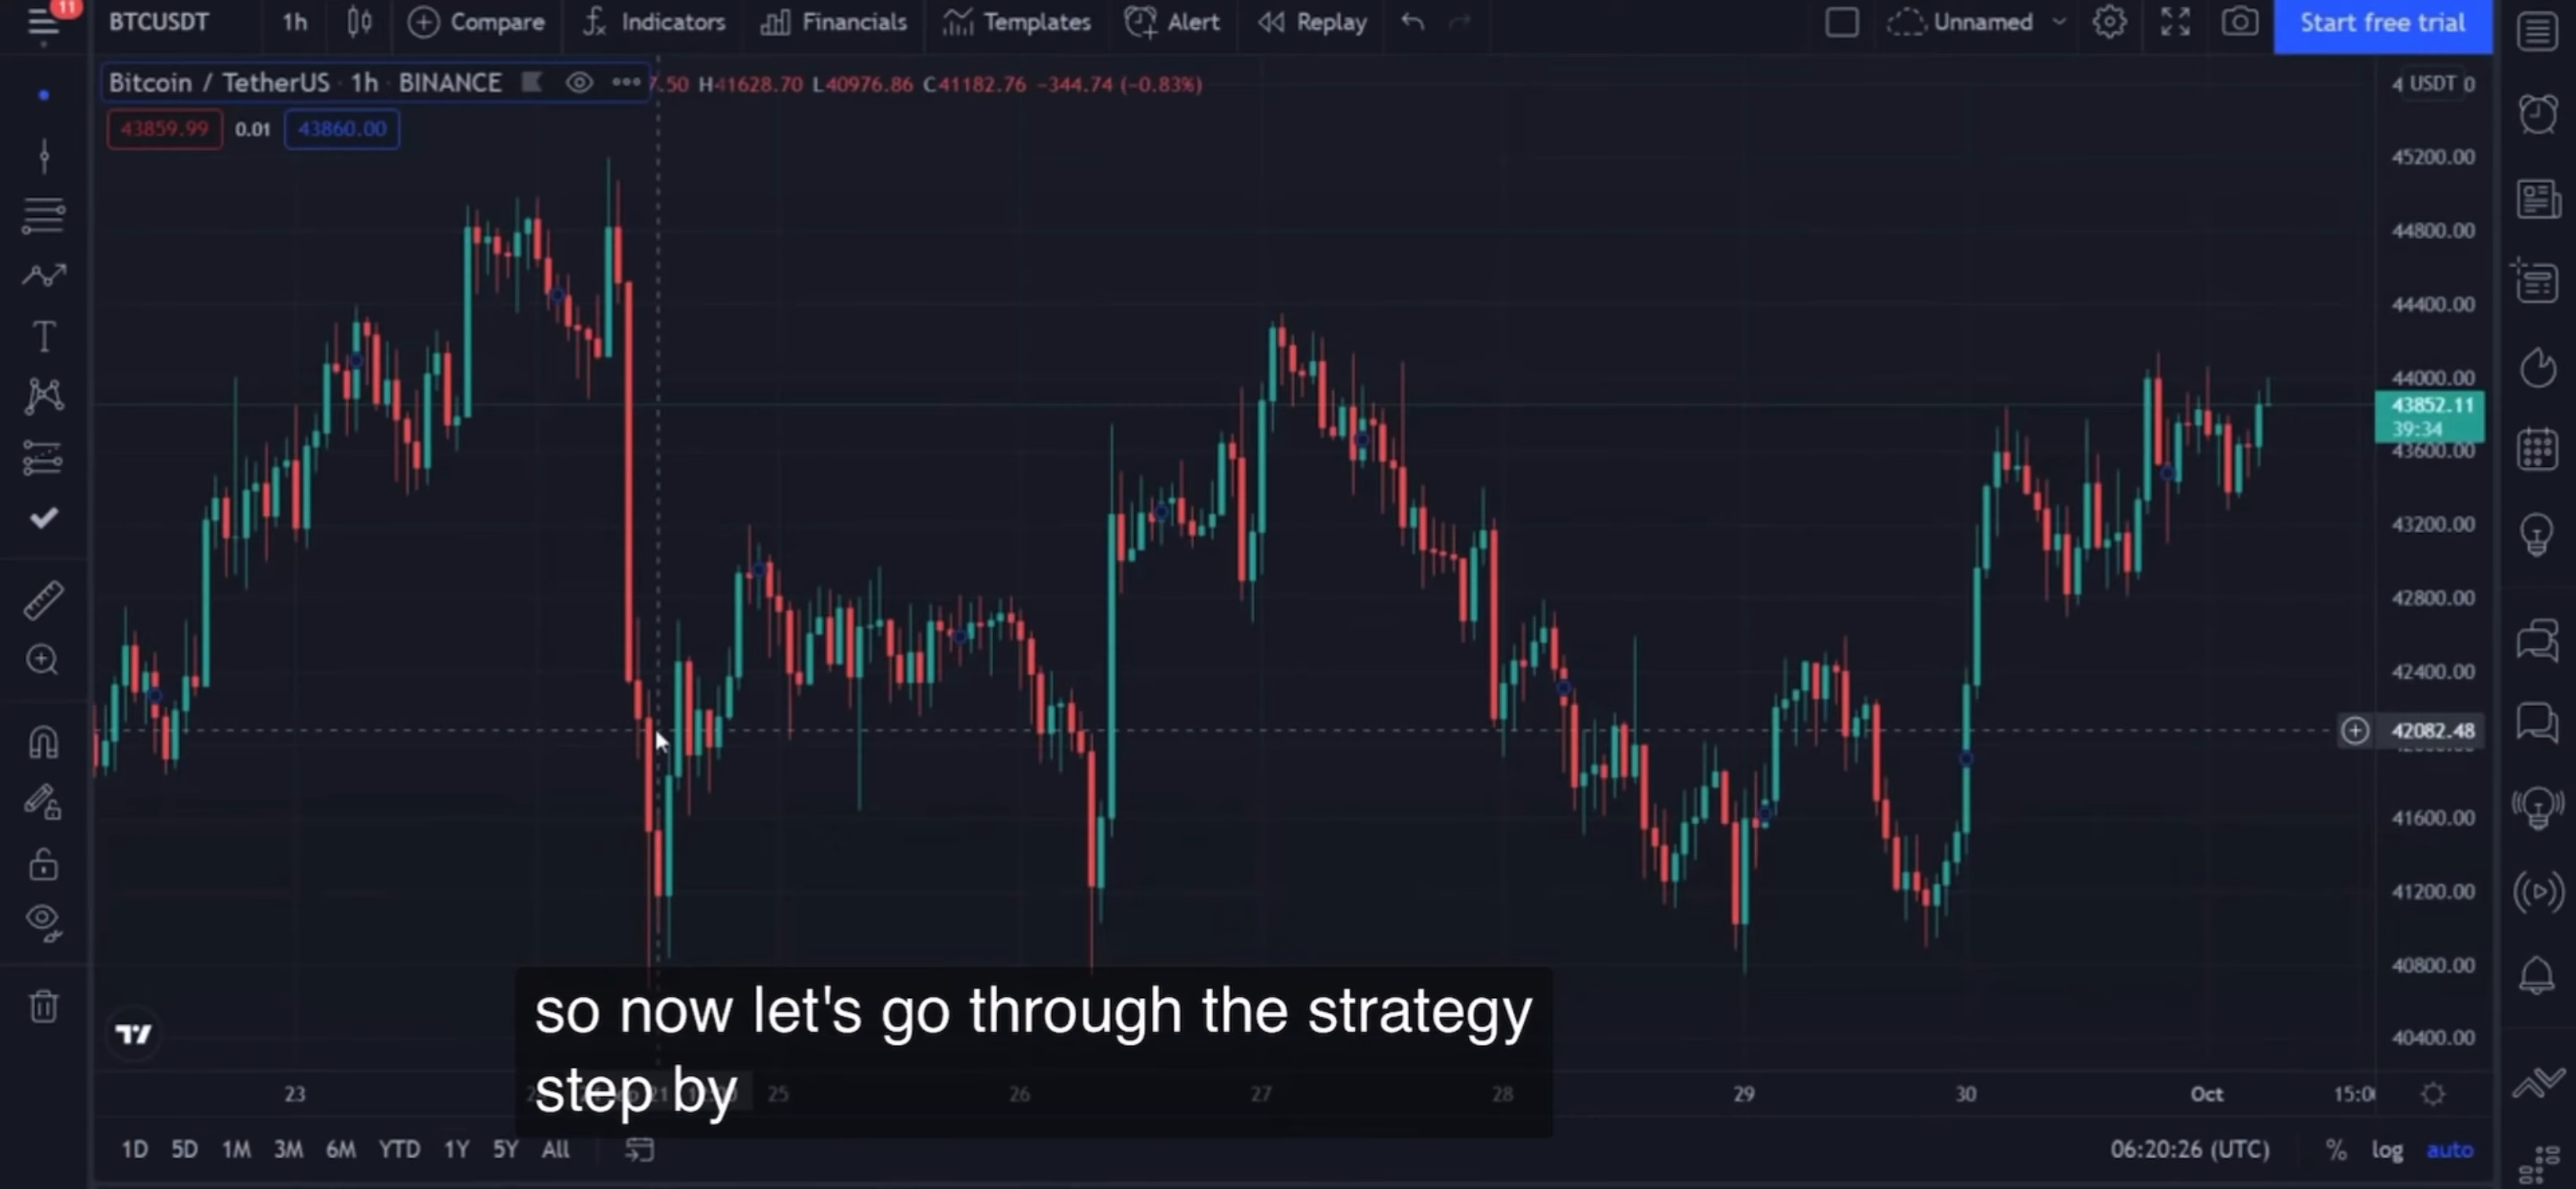 11
BTCUSDT 1h Compare Indicators Financials Templates Alert Replay Unnamed Start free trial
Bitcoin / TetherUS · 1h · BINANCE ••• 7.50 H41628.70 L40976.86 C41182.76 −344.74 (−0.83%)
USDT
43859.99 0.01 43860.00
45200.00
44800.00
44400.00
44000.00
43852.11
39:34
43600.00
43200.00
42800.00
42400.00
42082.48
41600.00
41200.00
40800.00
40400.00
so now let's go through the strategy
step by
23 25 26 27 28 29 30 Oct 15:0
1D 5D 1M 3M 6M YTD 1Y 5Y All 06:20:26 (UTC) % log auto